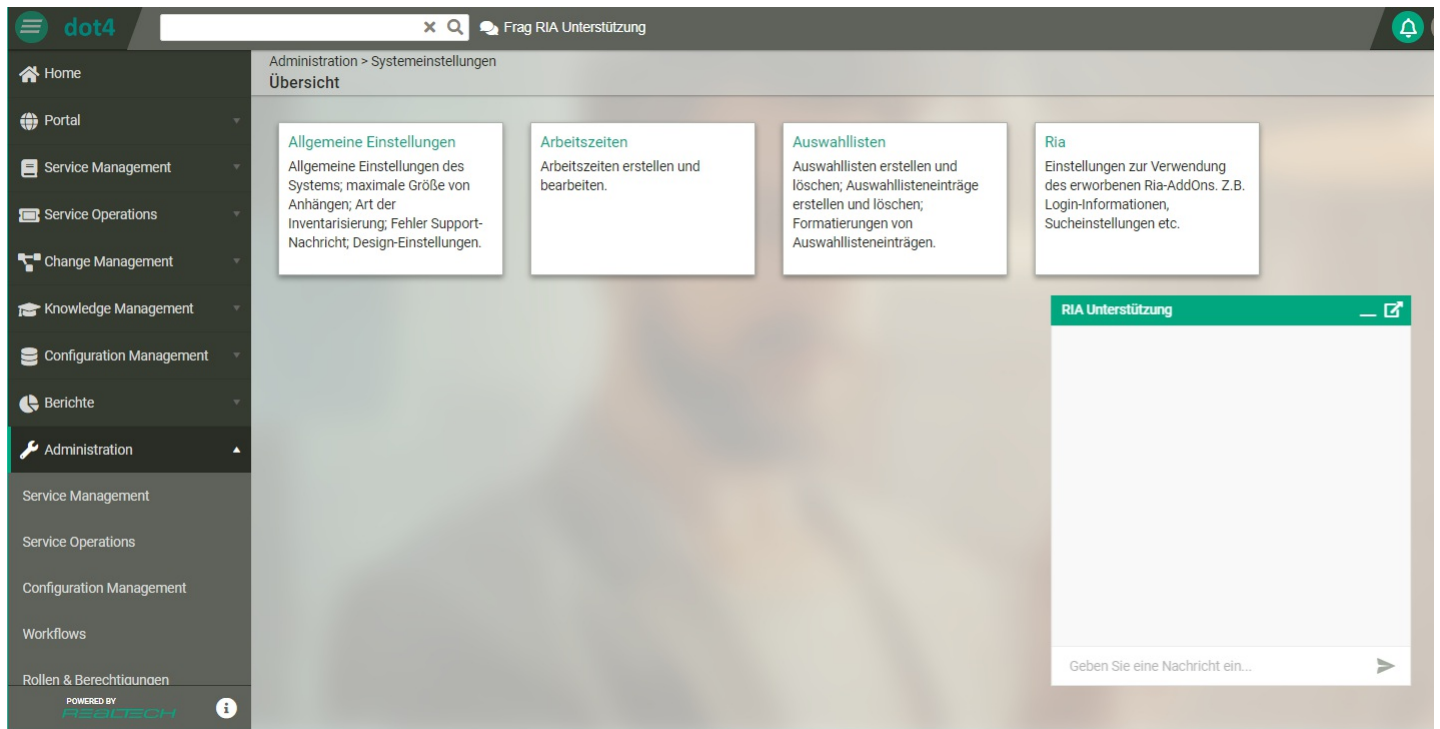 dot4
Frag RIA Unterstützung
Home
Portal
Service Management
Service Operations
Change Management
Knowledge Management
Configuration Management
Berichte
Administration
Service Management
Service Operations
Configuration Management
Workflows
Rollen & Berechtigungen
POWERED BY
REALTECH
Administration > Systemeinstellungen
Übersicht
Allgemeine Einstellungen
Allgemeine Einstellungen des
Systems; maximale Größe von
Anhängen; Art der
Inventarisierung; Fehler Support-
Nachricht; Design-Einstellungen.
Arbeitszeiten
Arbeitszeiten erstellen und
bearbeiten.
Auswahllisten
Auswahllisten erstellen und
löschen; Auswahllisteneinträge
erstellen und löschen;
Formatierungen von
Auswahllisteneinträgen.
Ria
Einstellungen zur Verwendung
des erworbenen Ria-AddOns. Z.B.
Login-Informationen,
Sucheinstellungen etc.
RIA Unterstützung
Geben Sie eine Nachricht ein...